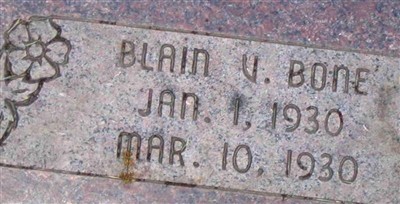 BLAIN V. BONE
JAN. 1, 1930
MAR. 10, 1930